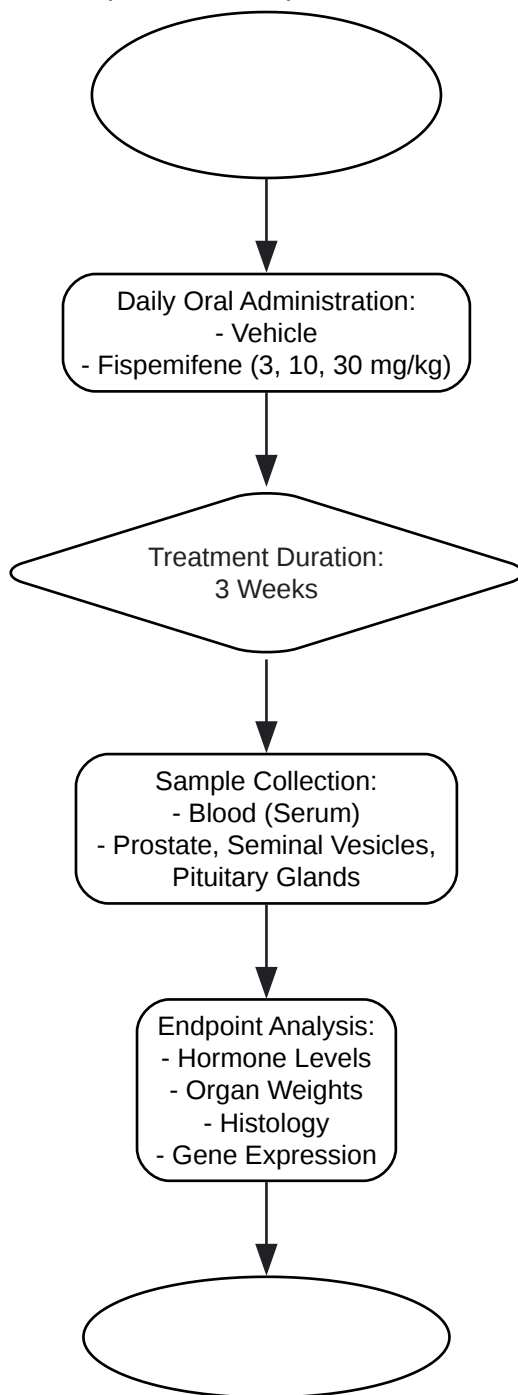 Daily Oral Administration:
- Vehicle
- Fispemifene (3, 10, 30 mg/kg)
Treatment Duration:
3 Weeks
Sample Collection:
- Blood (Serum)
- Prostate, Seminal Vesicles,
Pituitary Glands
Endpoint Analysis:
- Hormone Levels
- Organ Weights
- Histology
- Gene Expression